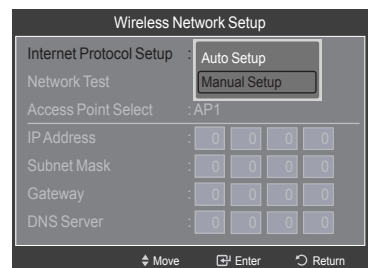 Wireless Network Setup
Internet Protocol Setup : Auto Setup
Manual Setup
Network Test
Access Point Select : AP1
IP Address : 0 0 0 0
Subnet Mask : 0 0 0 0
Gateway : 0 0 0 0
DNS Server : 0 0 0 0
Move Enter Return